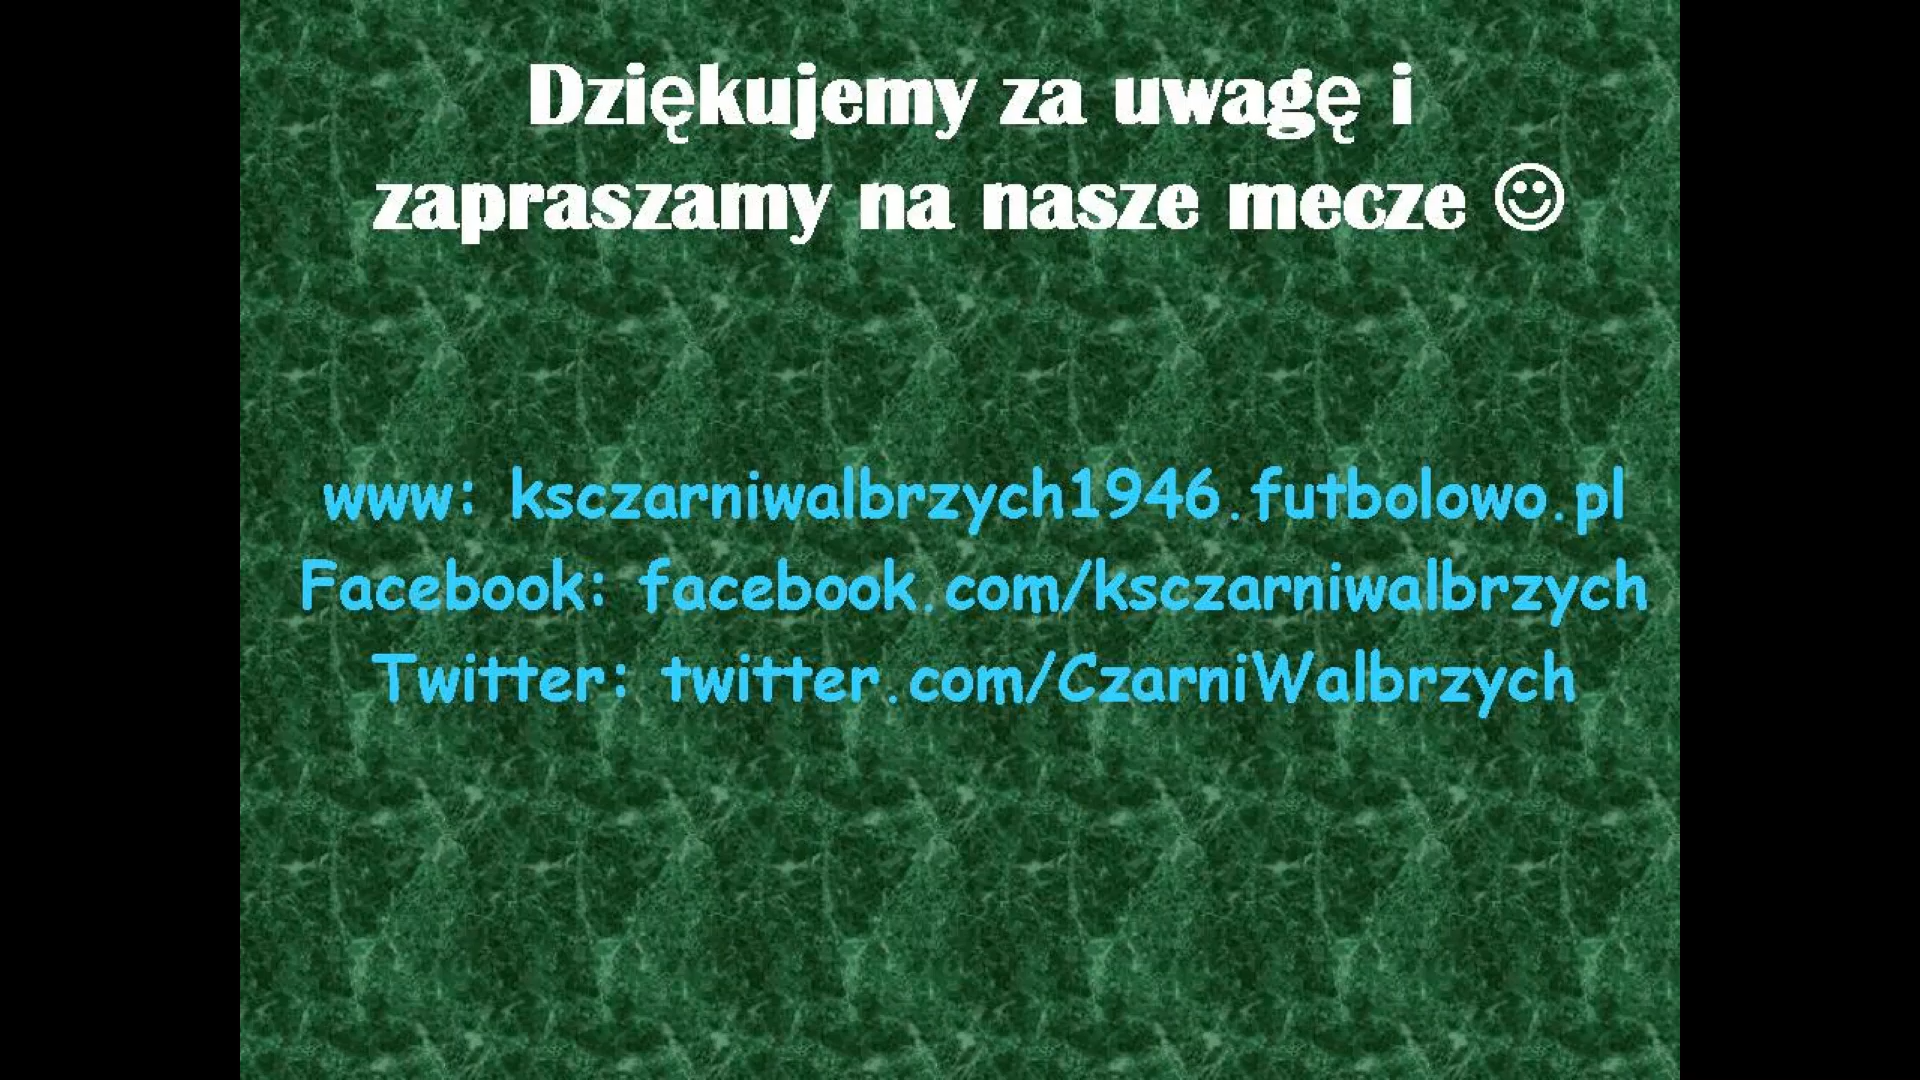 Dziękujemy za uwagę i
zapraszamy na nasze mecze ☺
www: ksczarniwalbrzych1946.futbolowo.pl
Facebook: facebook.com/ksczarniwalbrzych
Twitter: twitter.com/CzarniWalbrzych